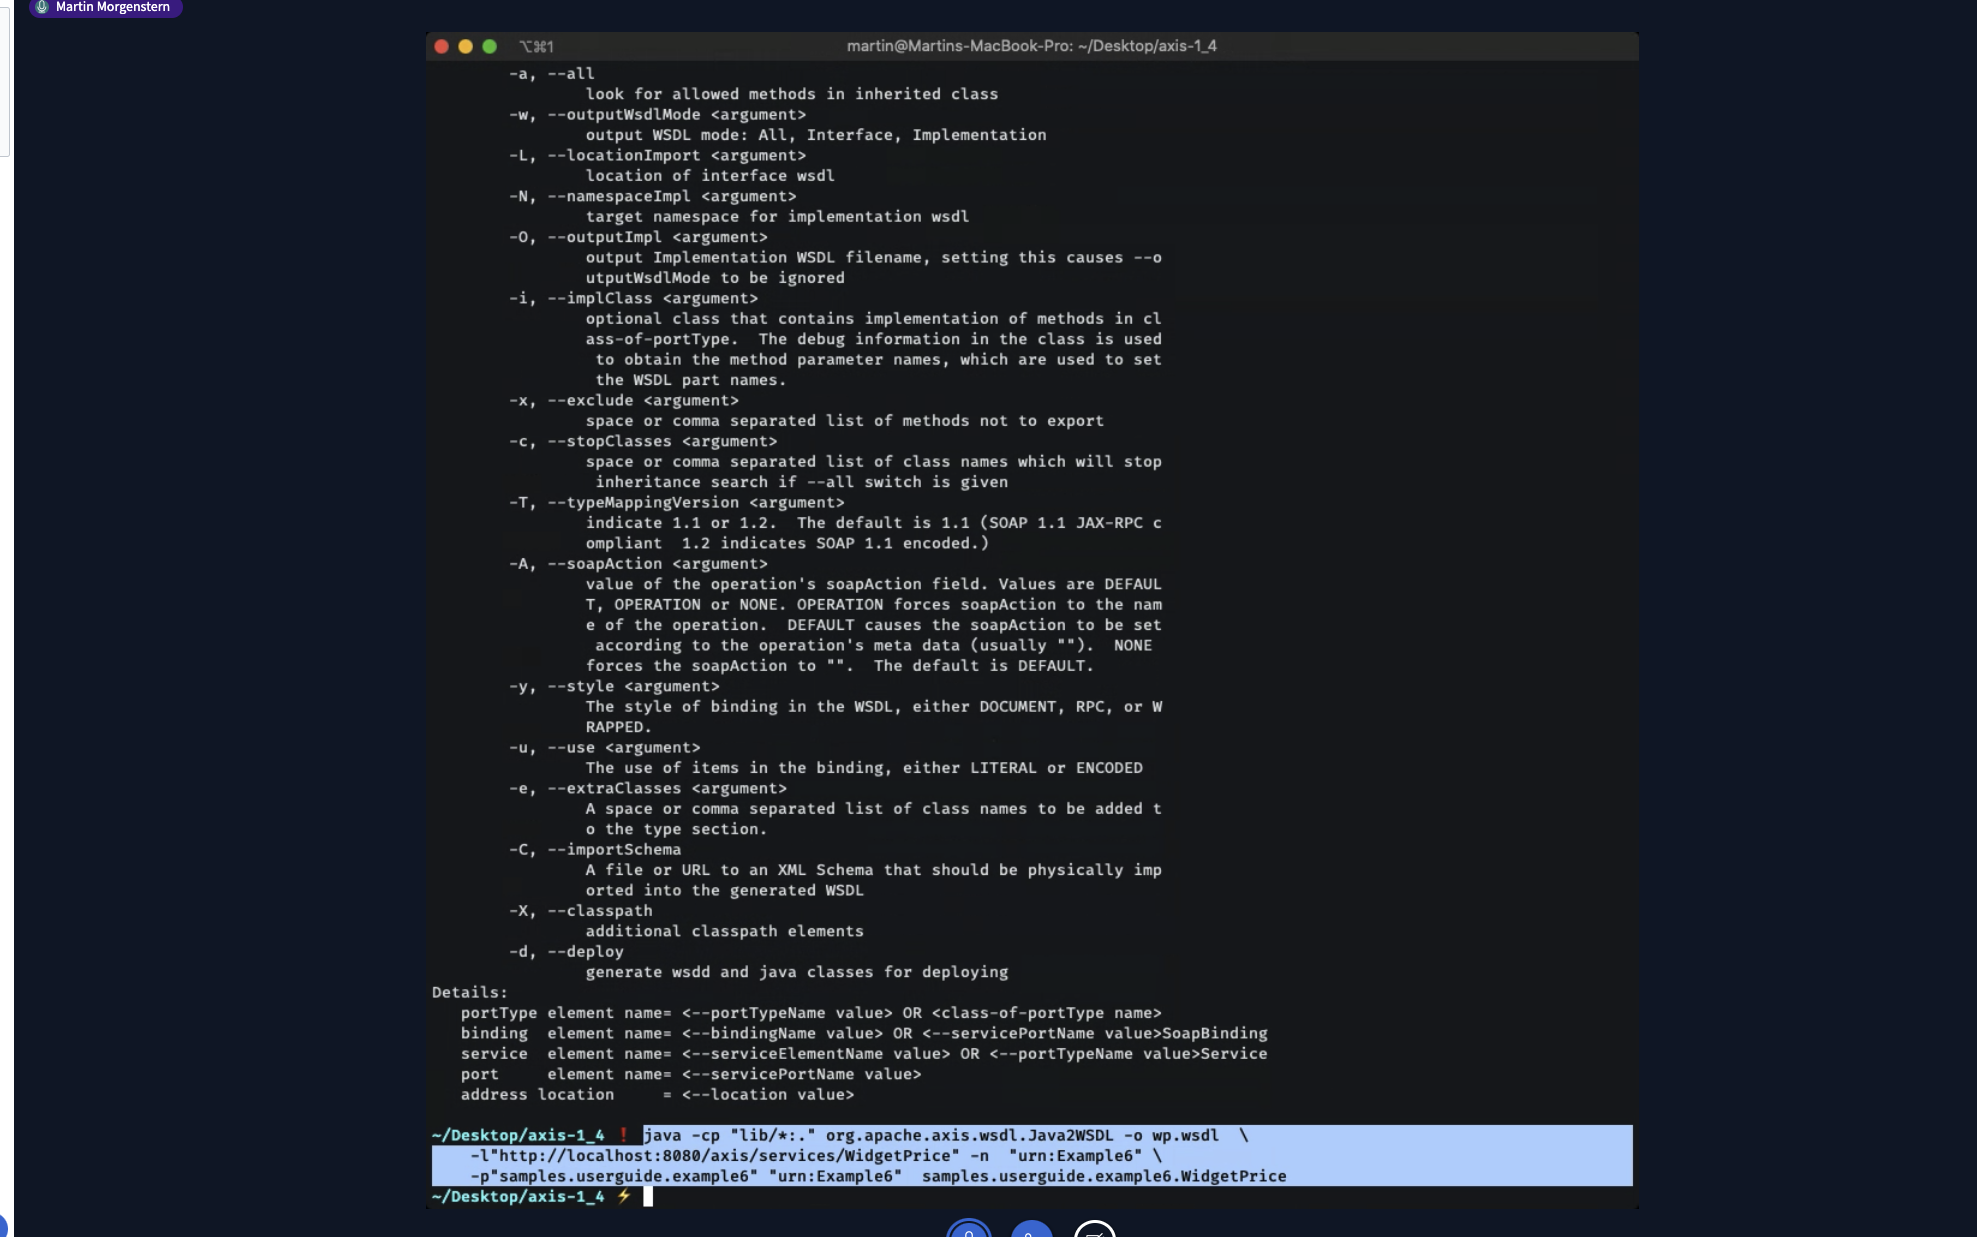 Martin Morgenstern
⌥⌘1 martin@Martins-MacBook-Pro: ~/Desktop/axis-1_4
-a, --all
look for allowed methods in inherited class
-w, --outputWsdlMode <argument>
output WSDL mode: All, Interface, Implementation
-L, --locationImport <argument>
location of interface wsdl
-N, --namespaceImpl <argument>
target namespace for implementation wsdl
-O, --outputImpl <argument>
output Implementation WSDL filename, setting this causes --o
utputWsdlMode to be ignored
-i, --implClass <argument>
optional class that contains implementation of methods in cl
ass-of-portType.  The debug information in the class is used
to obtain the method parameter names, which are used to set
the WSDL part names.
-x, --exclude <argument>
space or comma separated list of methods not to export
-c, --stopClasses <argument>
space or comma separated list of class names which will stop
inheritance search if --all switch is given
-T, --typeMappingVersion <argument>
indicate 1.1 or 1.2.  The default is 1.1 (SOAP 1.1 JAX-RPC c
ompliant  1.2 indicates SOAP 1.1 encoded.)
-A, --soapAction <argument>
value of the operation's soapAction field. Values are DEFAUL
T, OPERATION or NONE. OPERATION forces soapAction to the nam
e of the operation.  DEFAULT causes the soapAction to be set
according to the operation's meta data (usually "").  NONE
forces the soapAction to "".  The default is DEFAULT.
-y, --style <argument>
The style of binding in the WSDL, either DOCUMENT, RPC, or W
RAPPED.
-u, --use <argument>
The use of items in the binding, either LITERAL or ENCODED
-e, --extraClasses <argument>
A space or comma separated list of class names to be added t
o the type section.
-C, --importSchema
A file or URL to an XML Schema that should be physically imp
orted into the generated WSDL
-X, --classpath
additional classpath elements
-d, --deploy
generate wsdd and java classes for deploying
Details:
portType element name= <--portTypeName value> OR <class-of-portType name>
binding  element name= <--bindingName value> OR <--servicePortName value>SoapBinding
service  element name= <--serviceElementName value> OR <--portTypeName value>Service
port     element name= <--servicePortName value>
address location     = <--location value>
~/Desktop/axis-1_4 ❗ java -cp "lib/*:." org.apache.axis.wsdl.Java2WSDL -o wp.wsdl  \
-l"http://localhost:8080/axis/services/WidgetPrice" -n  "urn:Example6" \
-p"samples.userguide.example6" "urn:Example6"  samples.userguide.example6.WidgetPrice
~/Desktop/axis-1_4 ⚡